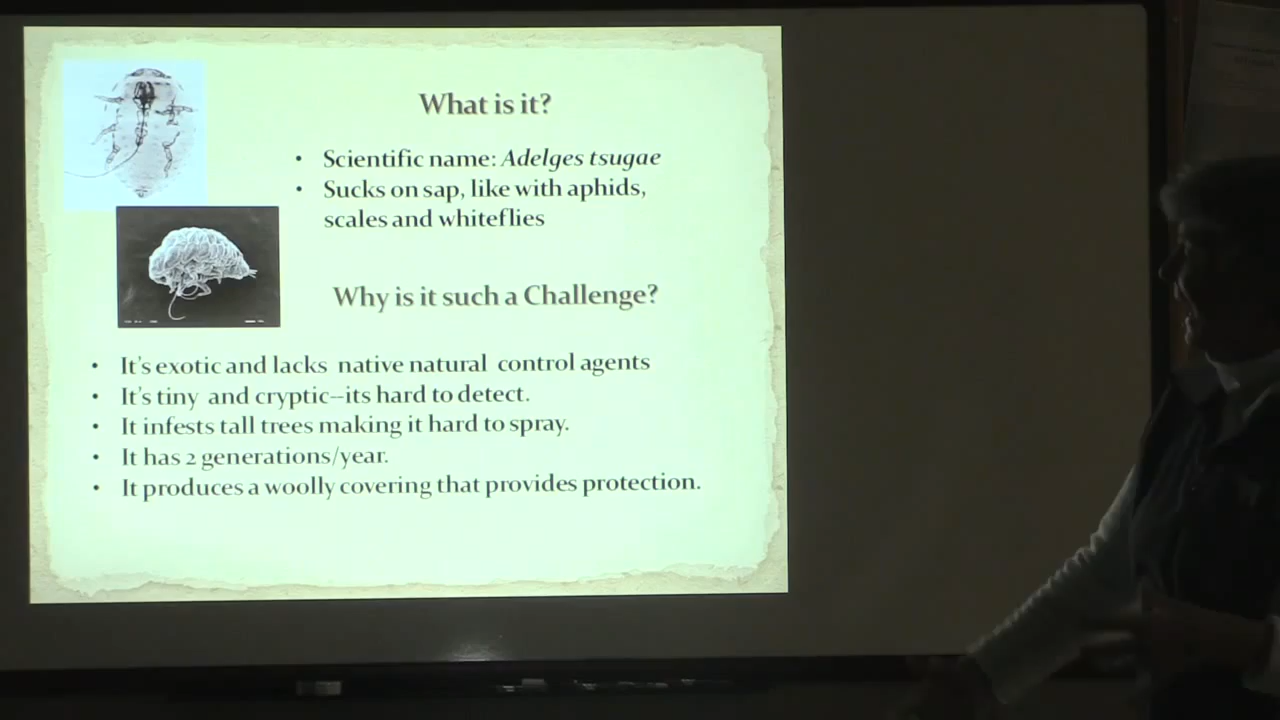 What is it?
• Scientific name: Adelges tsugae
• Sucks on sap, like with aphids,
scales and whiteflies
Why is it such a Challenge?
• It's exotic and lacks native natural control agents
• It's tiny and cryptic–its hard to detect.
• It infests tall trees making it hard to spray.
• It has 2 generations/year.
• It produces a woolly covering that provides protection.